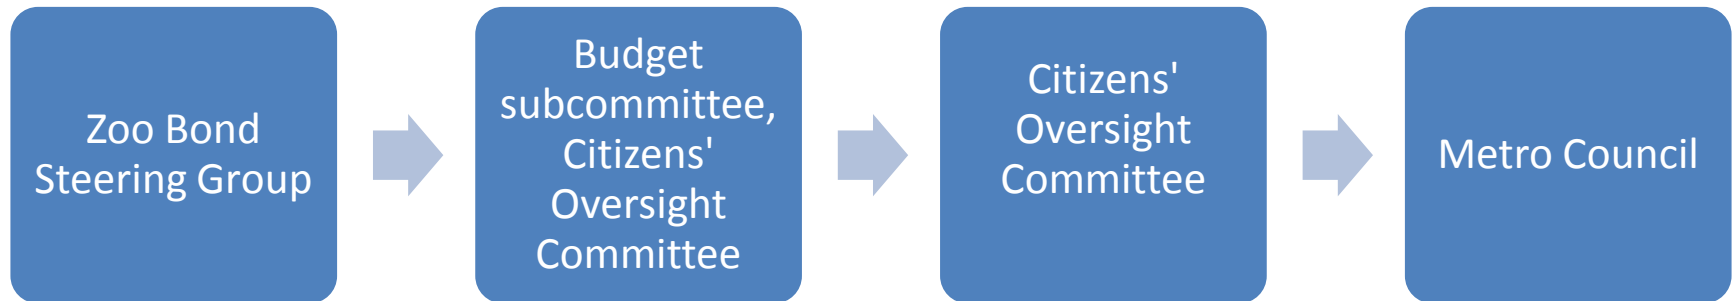 Zoo Bond
Steering Group
Budget
subcommittee,
Citizens'
Oversight
Committee
Citizens'
Oversight
Committee
Metro Council